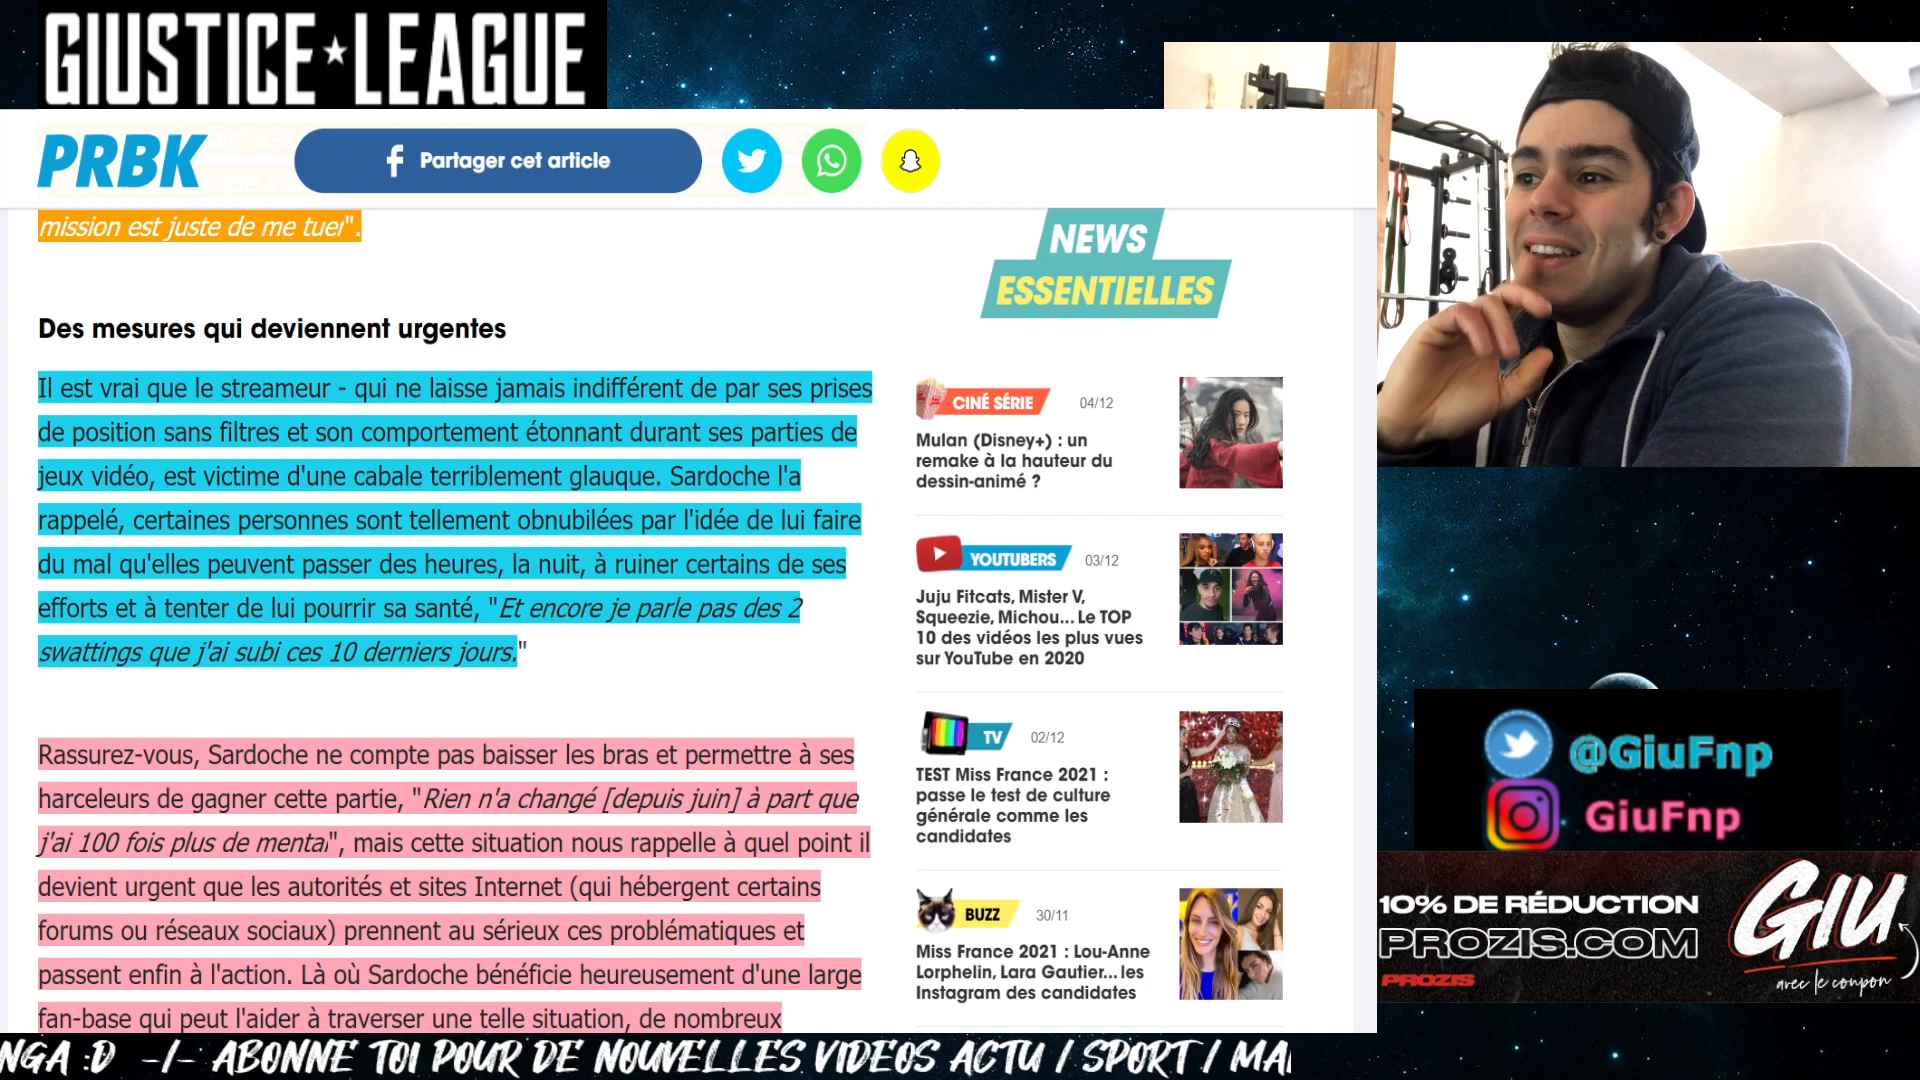 GIUSTICE★LEAGUE
PRBK
Partager cet article
mission est juste de me tuer".
Des mesures qui deviennent urgentes
Il est vrai que le streameur - qui ne laisse jamais indifférent de par ses prises
de position sans filtres et son comportement étonnant durant ses parties de
jeux vidéo, est victime d'une cabale terriblement glauque. Sardoche l'a
rappelé, certaines personnes sont tellement obnubilées par l'idée de lui faire
du mal qu'elles peuvent passer des heures, la nuit, à ruiner certains de ses
efforts et à tenter de lui pourrir sa santé, "Et encore je parle pas des 2
swattings que j'ai subi ces 10 derniers jours."
Rassurez-vous, Sardoche ne compte pas baisser les bras et permettre à ses
harceleurs de gagner cette partie, "Rien n'a changé [depuis juin] à part que
j'ai 100 fois plus de mental", mais cette situation nous rappelle à quel point il
devient urgent que les autorités et sites Internet (qui hébergent certains
forums ou réseaux sociaux) prennent au sérieux ces problématiques et
passent enfin à l'action. Là où Sardoche bénéficie heureusement d'une large
fan-base qui peut l'aider à traverser une telle situation, de nombreux
NEWS
ESSENTIELLES
CINÉ SÉRIE 04/12
Mulan (Disney+) : un
remake à la hauteur du
dessin-animé ?
YOUTUBERS 03/12
Juju Fitcats, Mister V,
Squeezie, Michou... Le TOP
10 des vidéos les plus vues
sur YouTube en 2020
TV 02/12
TEST Miss France 2021 :
passe le test de culture
générale comme les
candidates
BUZZ 30/11
Miss France 2021 : Lou-Anne
Lorphelin, Lara Gautier... les
Instagram des candidates
@GiuFnp
GiuFnp
10% DE RÉDUCTION
PROZIS.COM
PROZIS
GIU
avec le coupon
NGA :D -/- ABONNE TOI POUR DE NOUVELLES VIDEOS ACTU / SPORT / MA